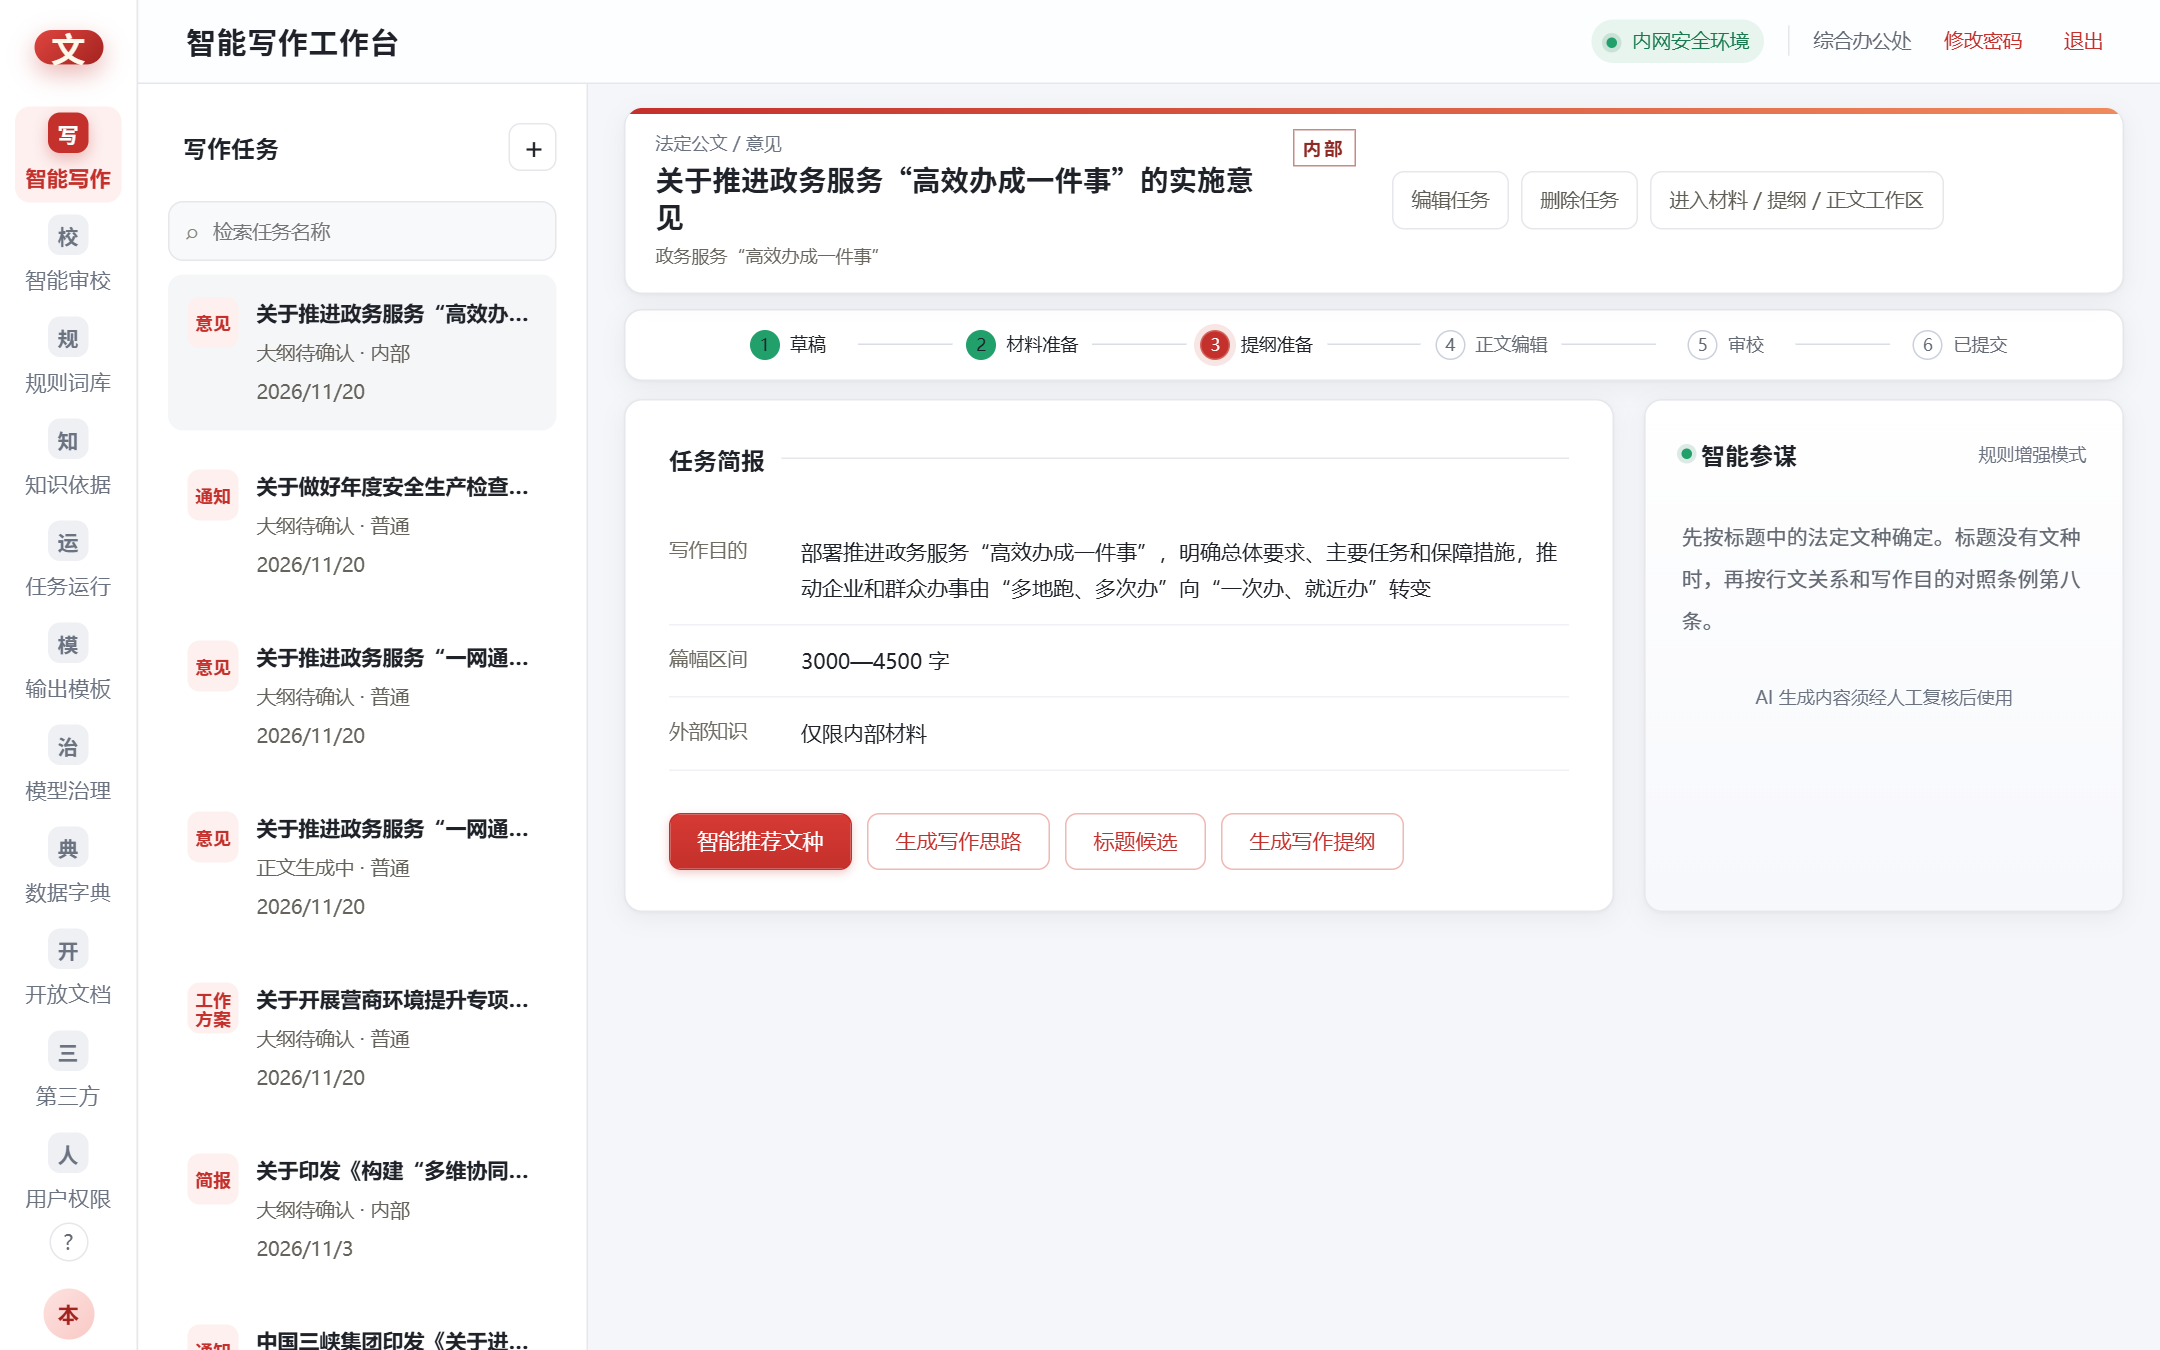 文
写
智能写作
校
智能审校
规
规则词库
知
知识依据
运
任务运行
模
输出模板
治
模型治理
典
数据字典
开
开放文档
三
第三方
人
用户权限
?
本
智能写作工作台
内网安全环境
综合办公处
修改密码
退出
写作任务
+
检索任务名称
意见
关于推进政务服务“高效办...
大纲待确认 · 内部
2026/11/20
通知
关于做好年度安全生产检查...
大纲待确认 · 普通
2026/11/20
意见
关于推进政务服务“一网通...
大纲待确认 · 普通
2026/11/20
意见
关于推进政务服务“一网通...
正文生成中 · 普通
2026/11/20
工作
方案
关于开展营商环境提升专项...
大纲待确认 · 普通
2026/11/20
简报
关于印发《构建“多维协同...
大纲待确认 · 内部
2026/11/3
通知
中国三峡集团印发《关于进...
法定公文 / 意见
关于推进政务服务“高效办成一件事”的实施意
见
政务服务“高效办成一件事”
内部
编辑任务
删除任务
进入材料 / 提纲 / 正文工作区
1 草稿
2 材料准备
3 提纲准备
4 正文编辑
5 审校
6 已提交
任务简报
写作目的
部署推进政务服务“高效办成一件事”，明确总体要求、主要任务和保障措施，推
动企业和群众办事由“多地跑、多次办”向“一次办、就近办”转变
篇幅区间
3000—4500 字
外部知识
仅限内部材料
智能推荐文种
生成写作思路
标题候选
生成写作提纲
智能参谋
规则增强模式
先按标题中的法定文种确定。标题没有文种
时，再按行文关系和写作目的对照条例第八
条。
AI 生成内容须经人工复核后使用